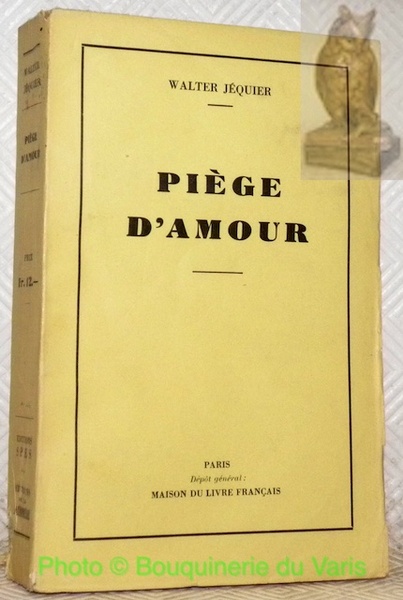 WALTER JÉQUIER
PIÈGE
D'AMOUR
PARIS
Dépôt général :
MAISON DU LIVRE FRANÇAIS
WALTER
JÉQUIER
PIÈGE
D'AMOUR
PRIX
Fr. 12.—
ÉDITIONS
SPES
Photo © Bouquinerie du Varis